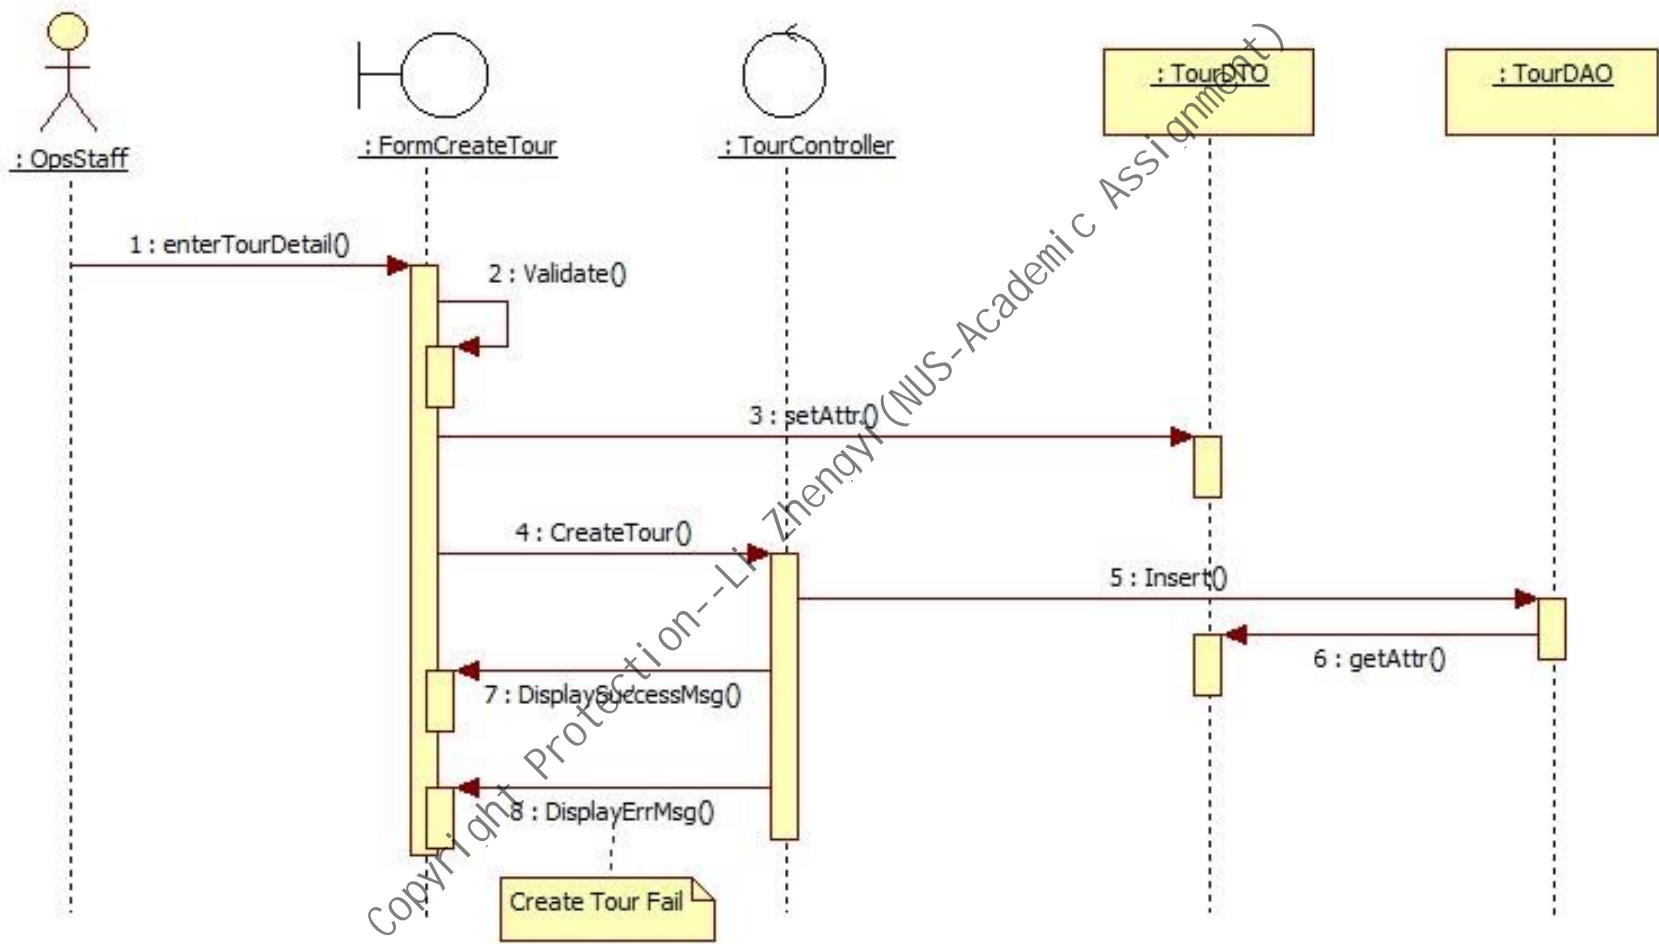 : OpsStaff
: FormCreateTour
: TourController
: TourDTO
: TourDAO
1 : enterTourDetail()
2 : Validate()
3 : setAttr()
4 : CreateTour()
5 : Insert()
6 : getAttr()
7 : DisplaySuccessMsg()
8 : DisplayErrMsg()
Create Tour Fail
Copyright Protection--Li Zhengyi(NUS-Academic Assignment)